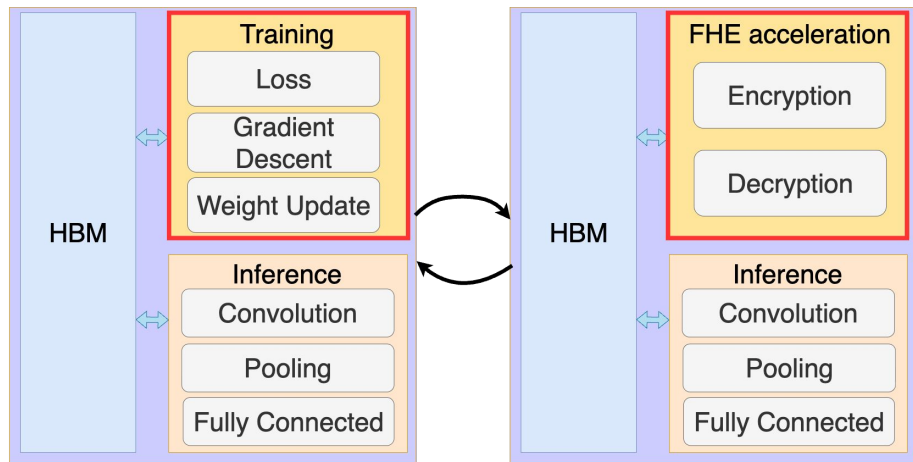 HBM
Training
Loss
Gradient
Descent
Weight Update
Inference
Convolution
Pooling
Fully Connected
HBM
FHE acceleration
Encryption
Decryption
Inference
Convolution
Pooling
Fully Connected